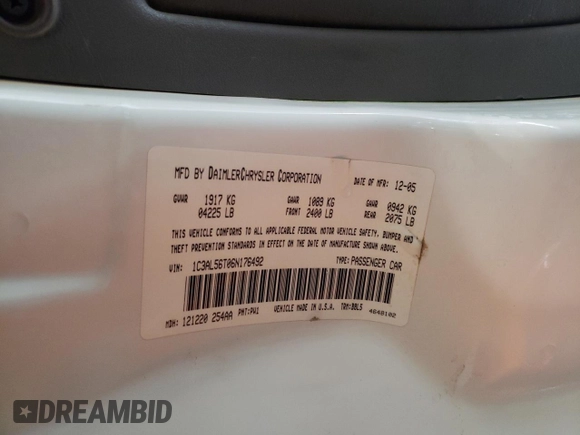 MFD BY DAIMLERCHRYSLER CORPORATION DATE OF MFR: 12-05
GVWR 1917 KG GAWR 1089 KG GAWR 0942 KG
04225 LB FRONT 2400 LB REAR 2075 LB
THIS VEHICLE CONFORMS TO ALL APPLICABLE FEDERAL MOTOR VEHICLE SAFETY, BUMPER AND
THEFT PREVENTION STANDARDS IN EFFECT ON THE DATE OF MANUFACTURE SHOWN ABOVE.
VIN: 1C3AL56T06N176492 TYPE: PASSENGER CAR
MDH: 121220 254AA PNT: PW1 VEHICLE MADE IN U.S.A. TRM: BBL5 4648102
DREAMBID